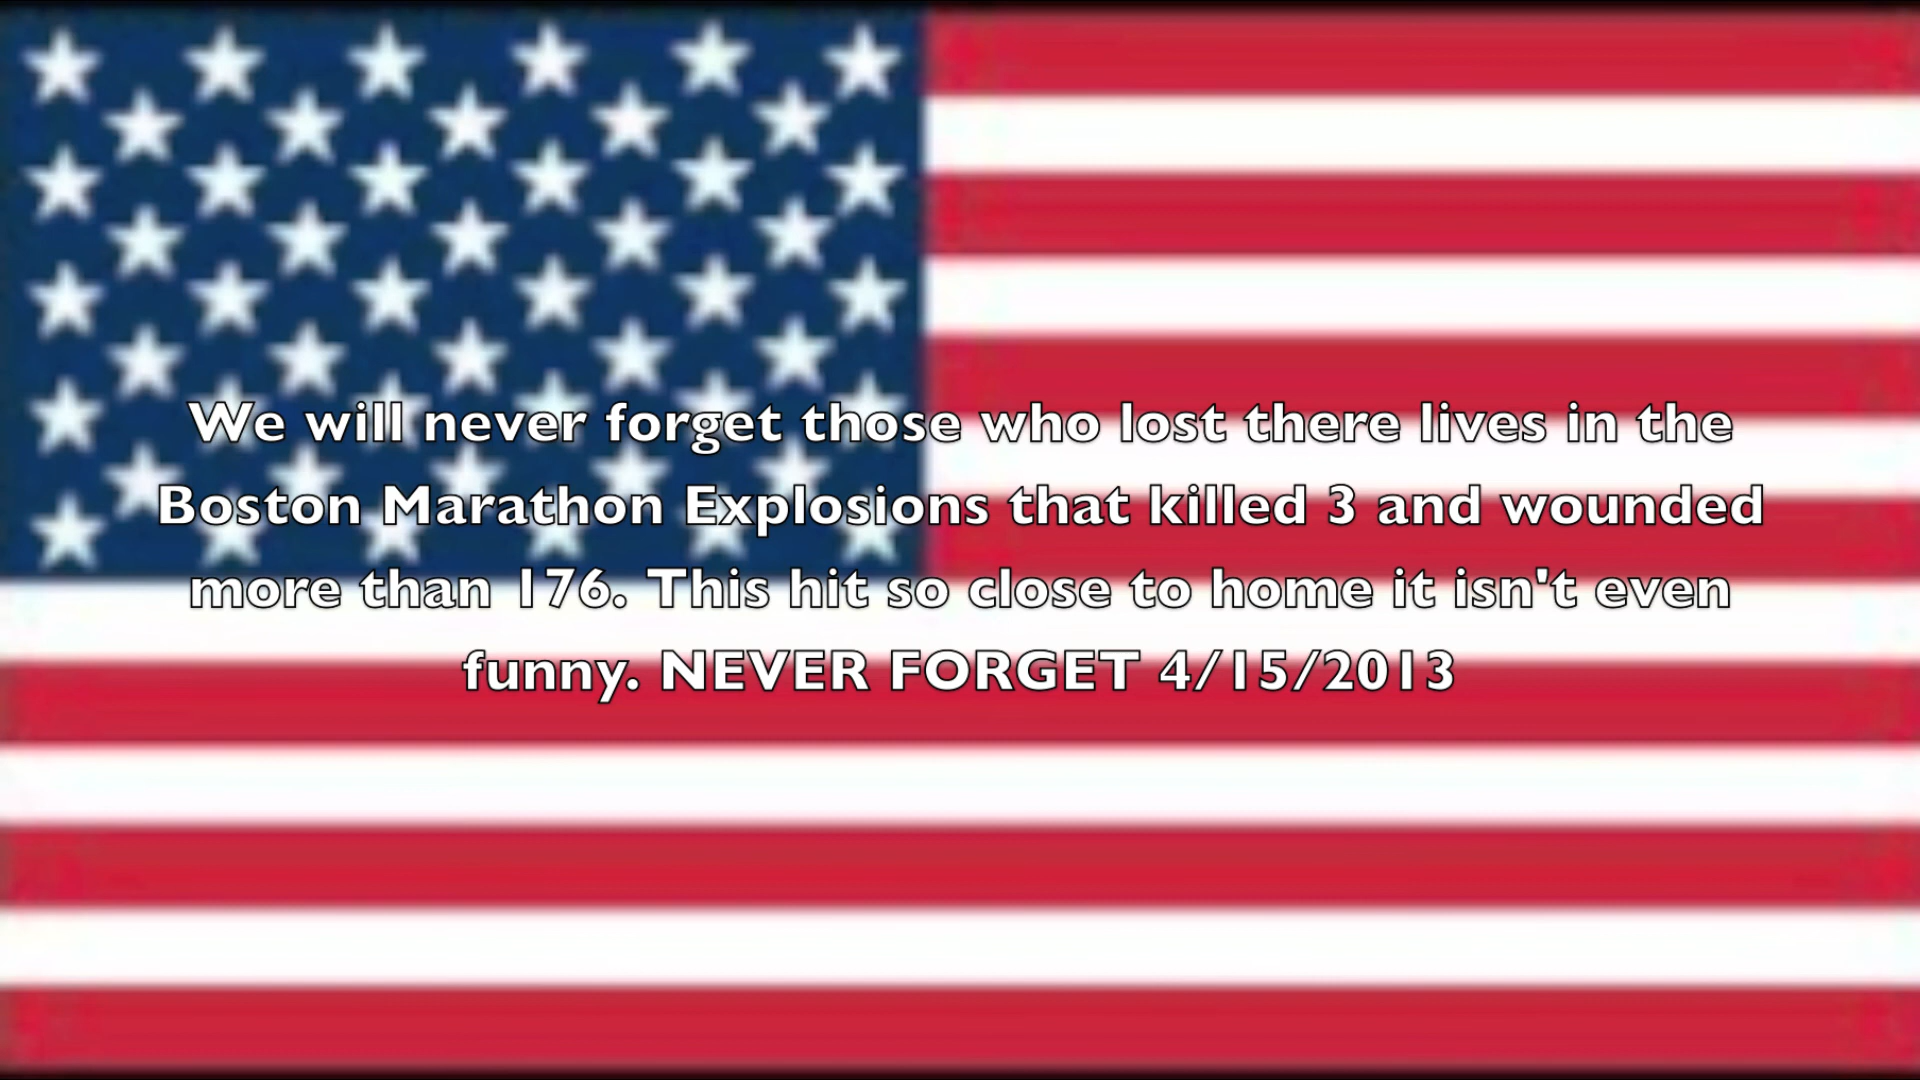 We will never forget those who lost there lives in the
Boston Marathon Explosions that killed 3 and wounded
more than 176. This hit so close to home it isn't even
funny. NEVER FORGET 4/15/2013